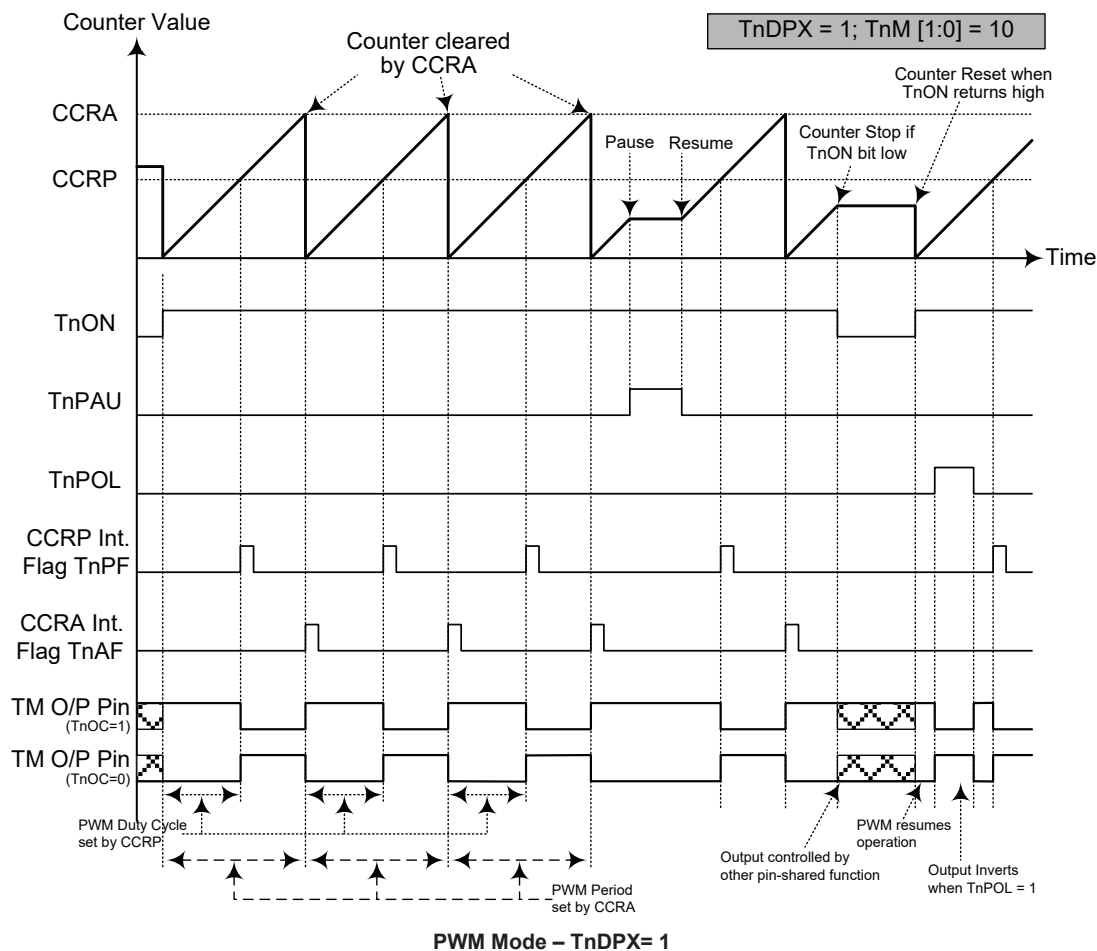 Counter Value
TnDPX = 1; TnM [1:0] = 10
Counter cleared
by CCRA
Counter Reset when
TnON returns high
CCRA
Pause
Resume
Counter Stop if
TnON bit low
CCRP
Time
TnON
TnPAU
TnPOL
CCRP Int.
Flag TnPF
CCRA Int.
Flag TnAF
TM O/P Pin
(TnOC=1)
TM O/P Pin
(TnOC=0)
PWM Duty Cycle
set by CCRP
PWM resumes
operation
Output controlled by
other pin-shared function
Output Inverts
when TnPOL = 1
PWM Period
set by CCRA
PWM Mode – TnDPX= 1